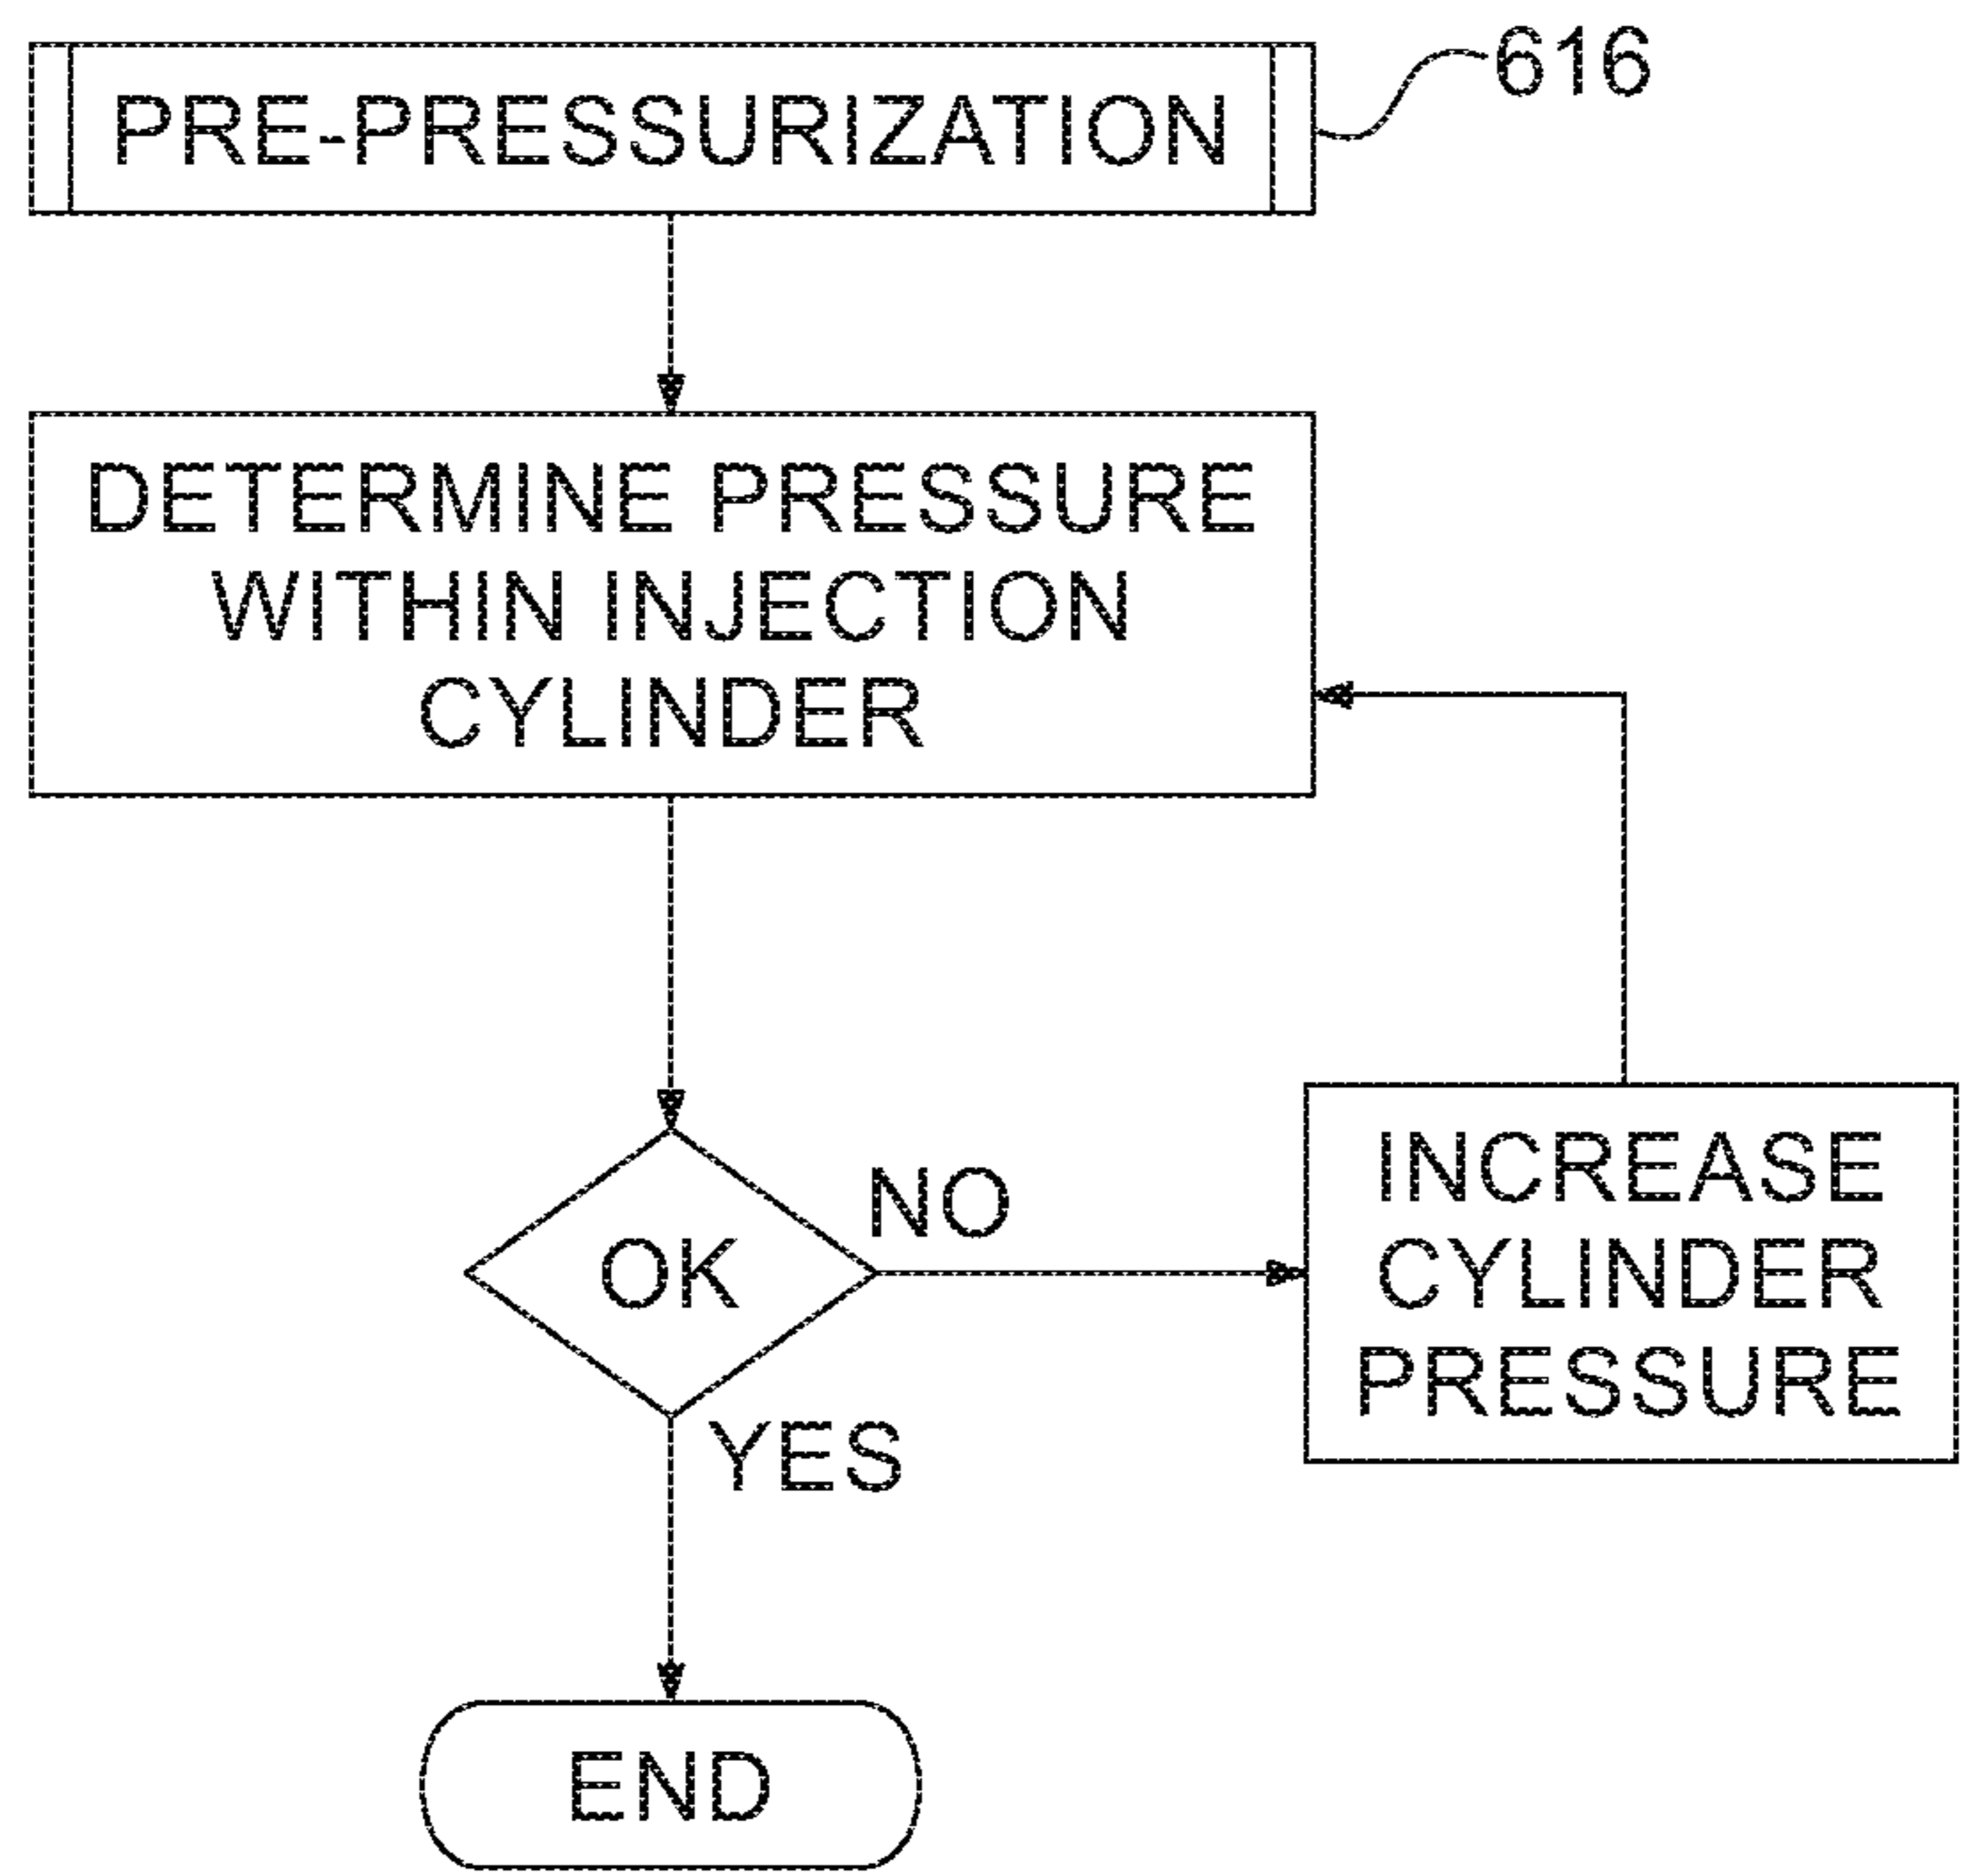 616
PRE-PRESSURIZATION
DETERMINE PRESSURE
WITHIN INJECTION
CYLINDER
NO
OK
YES
INCREASE
CYLINDER
PRESSURE
END